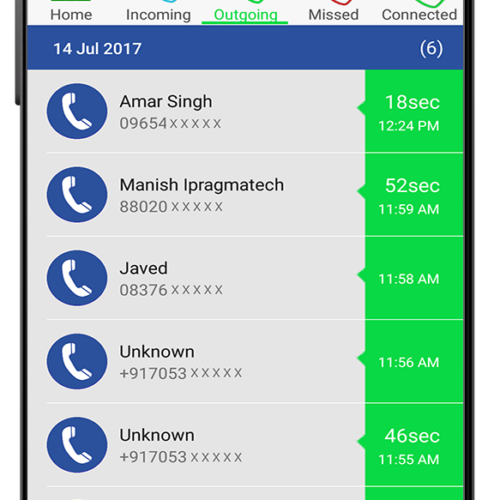 Home Incoming Outgoing Missed Connected
14 Jul 2017 (6)
Amar Singh 18sec
09654xxxxx 12:24 PM
Manish Ipragmatech 52sec
88020xxxxx 11:59 AM
Javed
08376xxxxx 11:58 AM
Unknown
+917053xxxxx 11:56 AM
Unknown 46sec
+917053xxxxx 11:55 AM